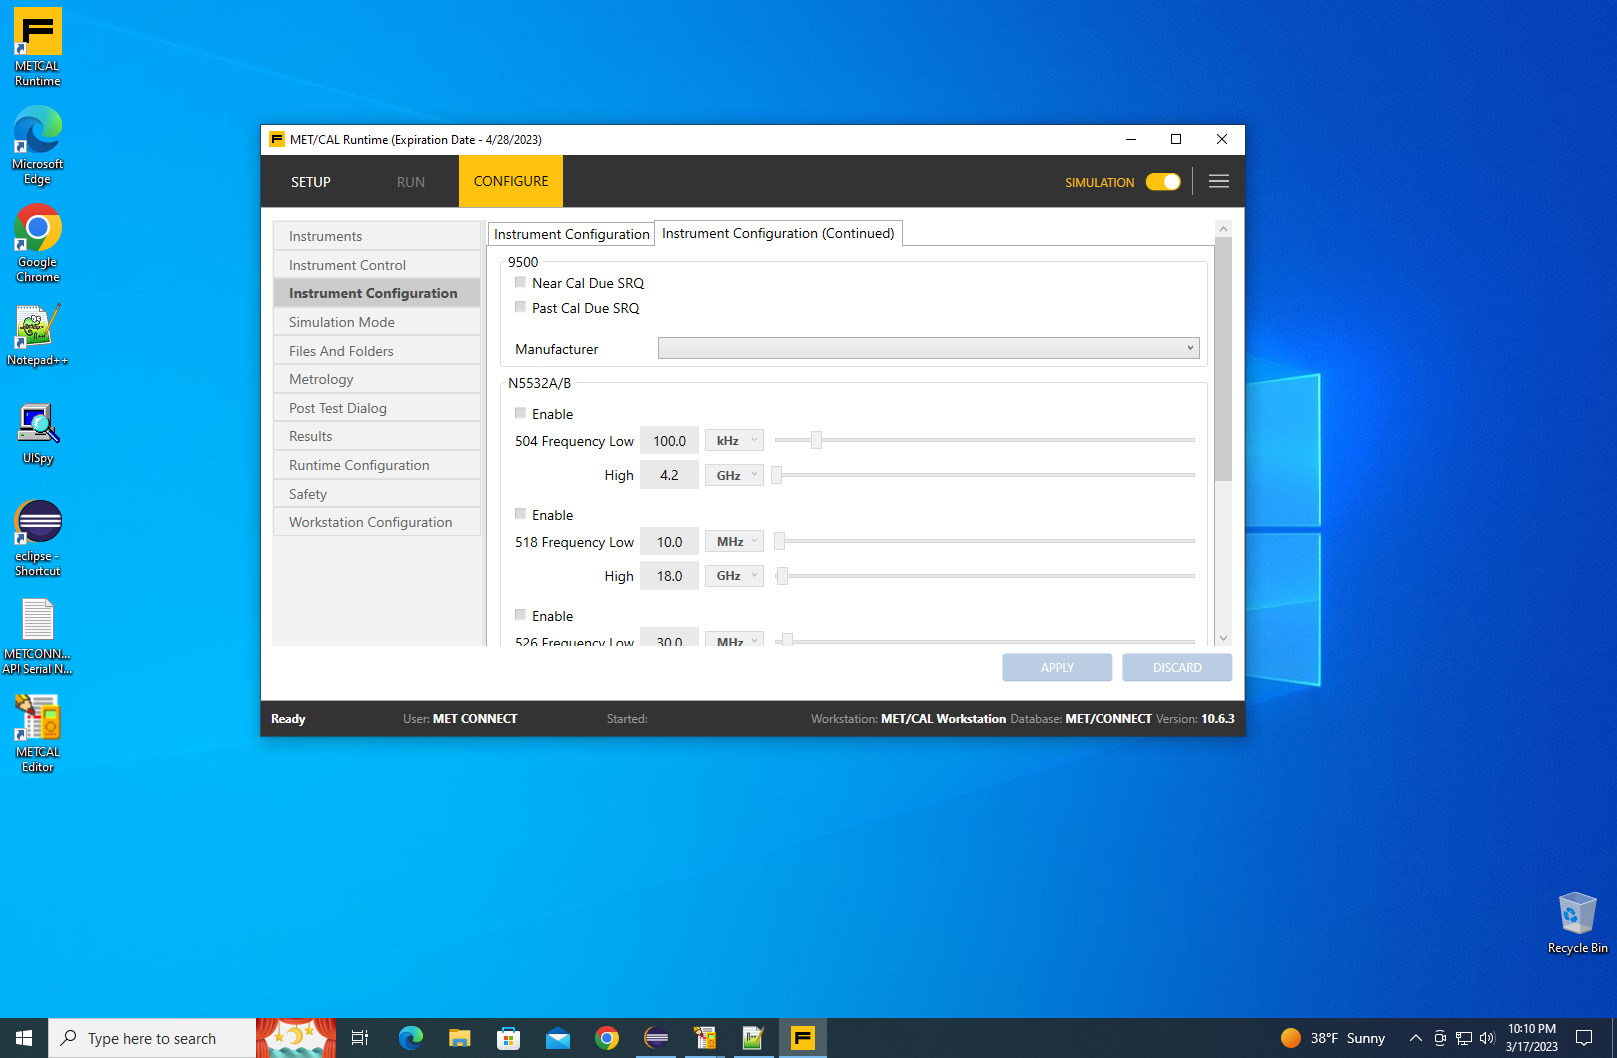 METCAL
Runtime
Microsoft
Edge
Google
Chrome
Notepad++
UISpy
eclipse -
Shortcut
METCONN...
API Serial N...
METCAL
Editor
MET/CAL Runtime (Expiration Date - 4/28/2023)
SETUP
RUN
CONFIGURE
SIMULATION
Instruments
Instrument Control
Instrument Configuration
Simulation Mode
Files And Folders
Metrology
Post Test Dialog
Results
Runtime Configuration
Safety
Workstation Configuration
Instrument Configuration
Instrument Configuration (Continued)
9500
Near Cal Due SRQ
Past Cal Due SRQ
Manufacturer
N5532A/B
Enable
504 Frequency Low 100.0 kHz
High 4.2 GHz
Enable
518 Frequency Low 10.0 MHz
High 18.0 GHz
Enable
526 Frequency Low 30.0 MHz
APPLY
DISCARD
Ready
User: MET CONNECT
Started:
Workstation: MET/CAL Workstation Database: MET/CONNECT Version: 10.6.3
Recycle Bin
Type here to search
38°F Sunny
10:10 PM
3/17/2023